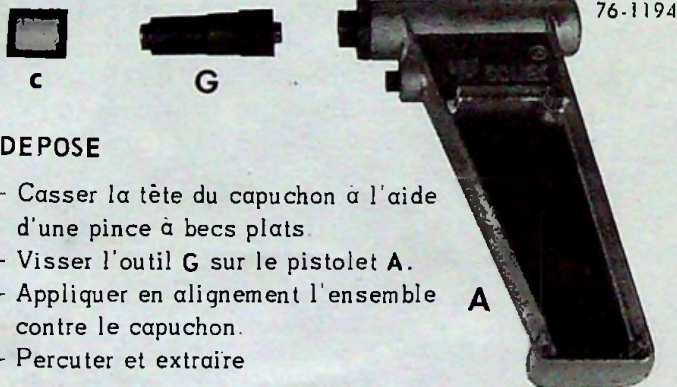 76-1194
c
G
DEPOSE
- Casser la tête du capuchon à l'aide
d'une pince à becs plats.
- Visser l'outil G sur le pistolet A.
- Appliquer en alignement l'ensemble
contre le capuchon.
- Percuter et extraire
A